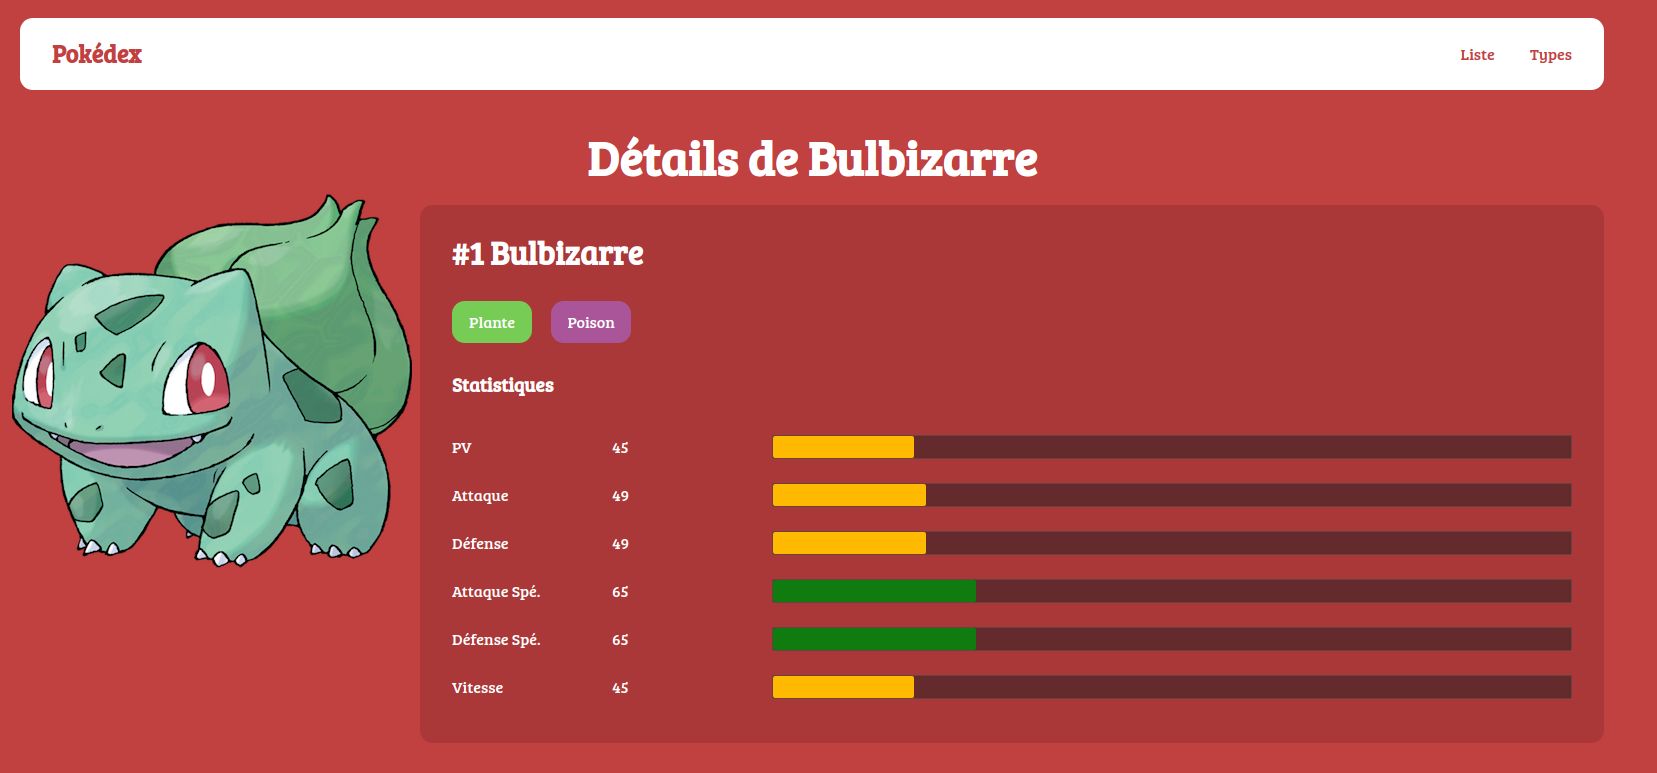 Pokédex Liste Types
Détails de Bulbizarre
#1 Bulbizarre
Plante Poison
Statistiques
PV 45
Attaque 49
Défense 49
Attaque Spé. 65
Défense Spé. 65
Vitesse 45